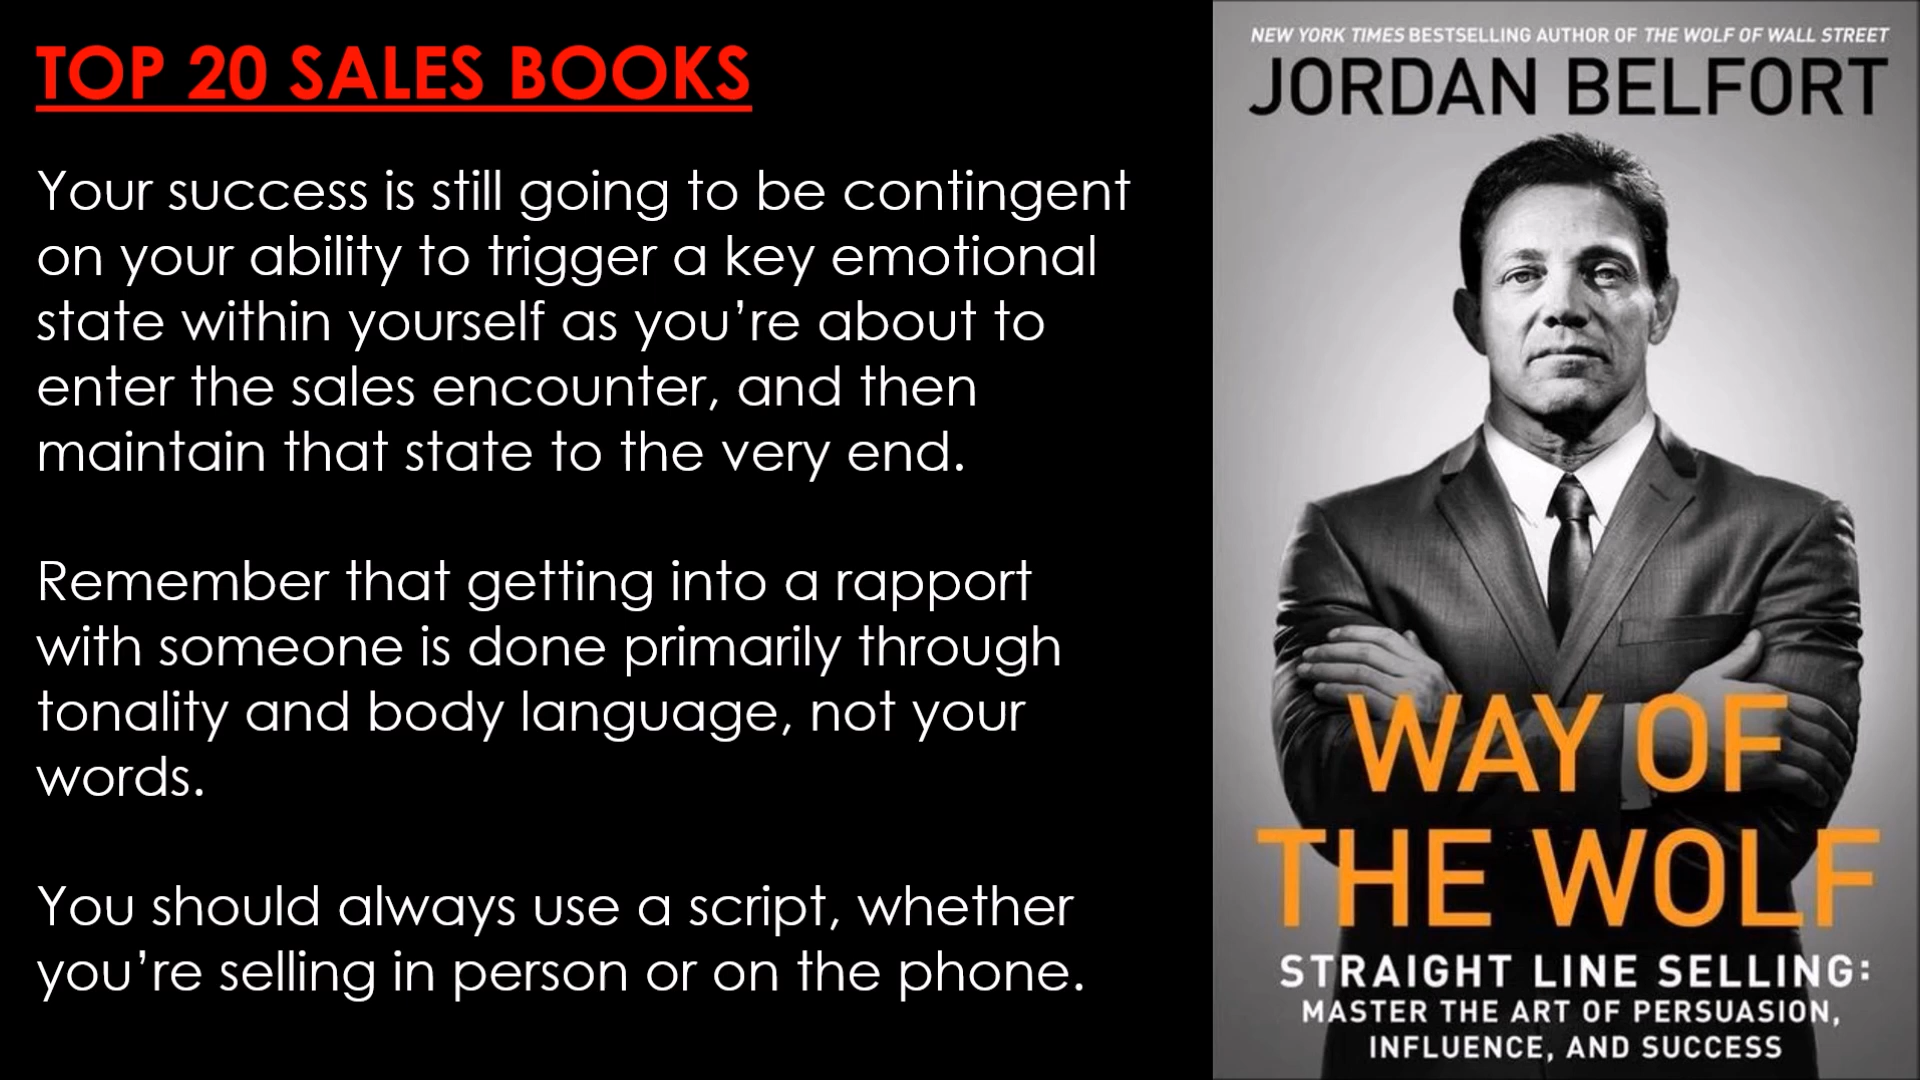 TOP 20 SALES BOOKS
Your success is still going to be contingent
on your ability to trigger a key emotional
state within yourself as you’re about to
enter the sales encounter, and then
maintain that state to the very end.
Remember that getting into a rapport
with someone is done primarily through
tonality and body language, not your
words.
You should always use a script, whether
you’re selling in person or on the phone.
NEW YORK TIMES BESTSELLING AUTHOR OF THE WOLF OF WALL STREET
JORDAN BELFORT
WAY OF
THE WOLF
STRAIGHT LINE SELLING:
MASTER THE ART OF PERSUASION,
INFLUENCE, AND SUCCESS